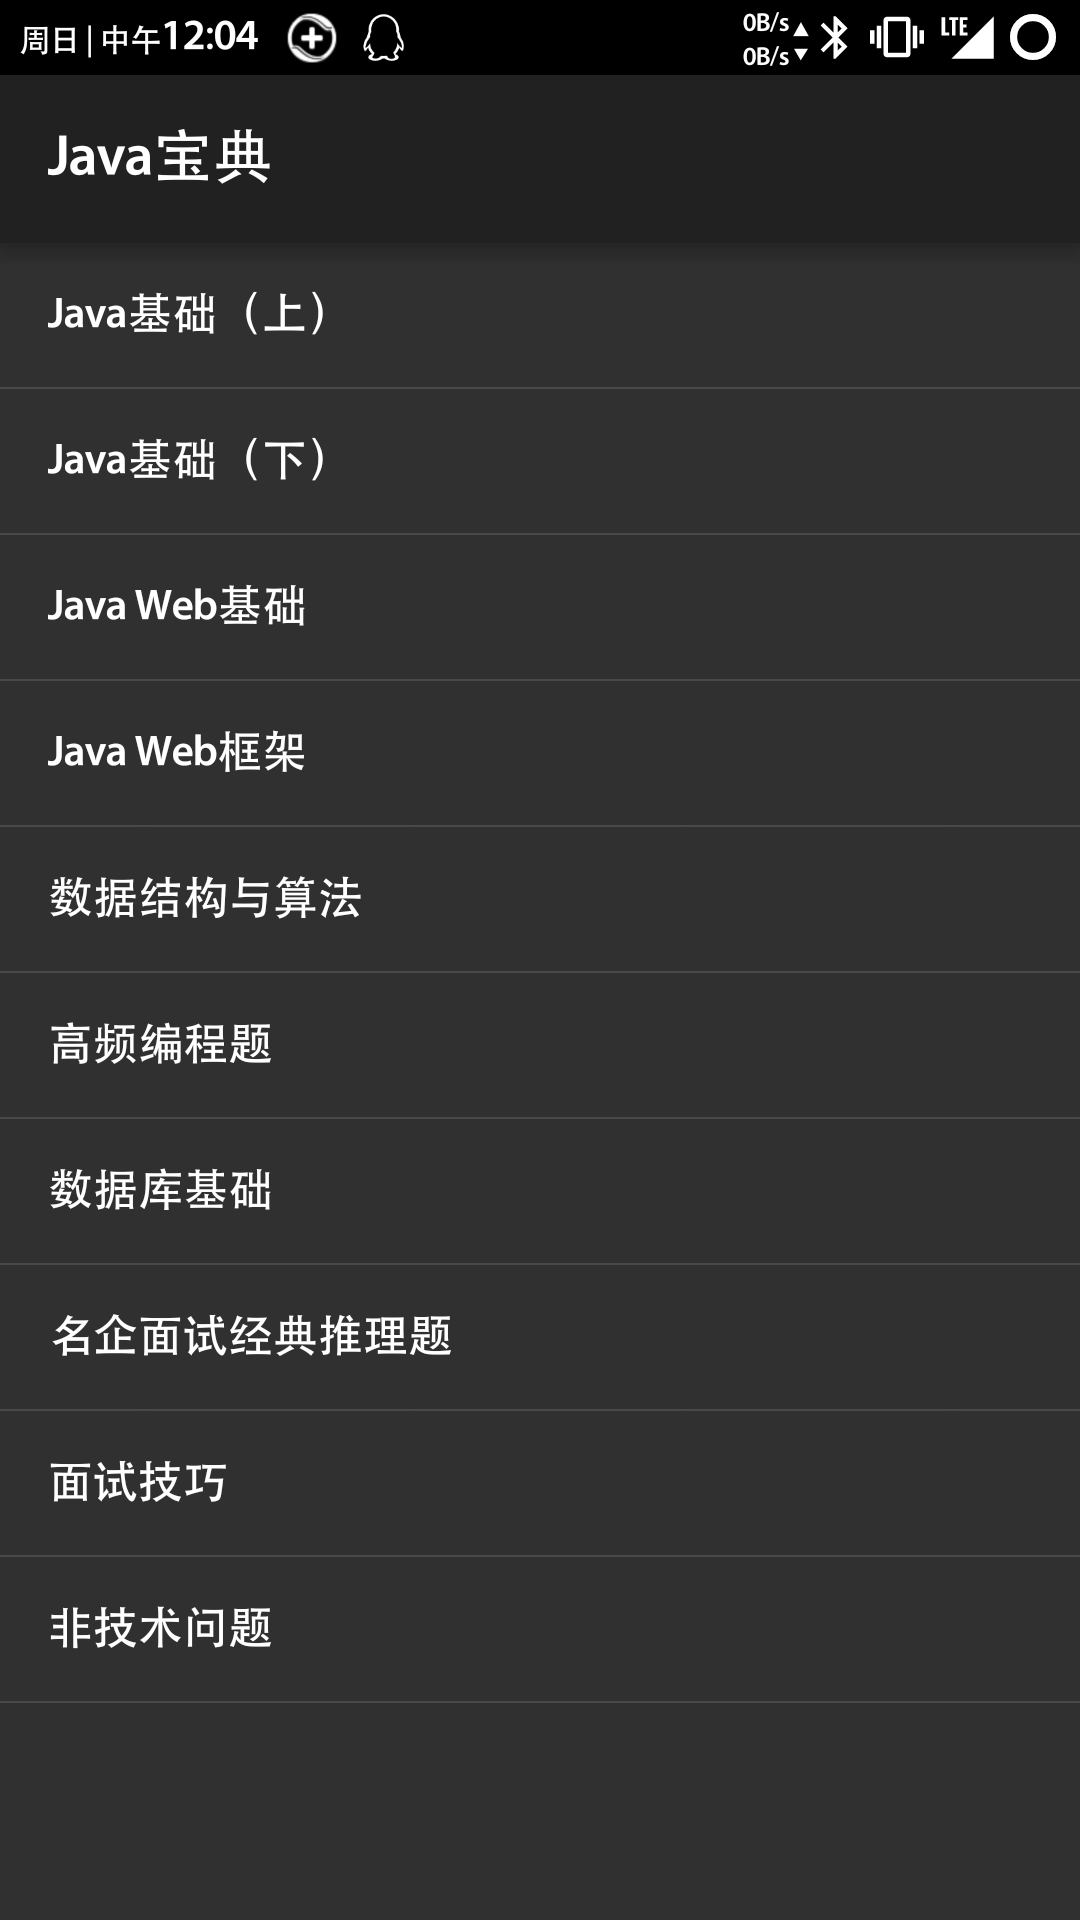 周日 | 中午12:04
0B/s
0B/s
LTE
Java宝典
Java基础（上）
Java基础（下）
Java Web基础
Java Web框架
数据结构与算法
高频编程题
数据库基础
名企面试经典推理题
面试技巧
非技术问题